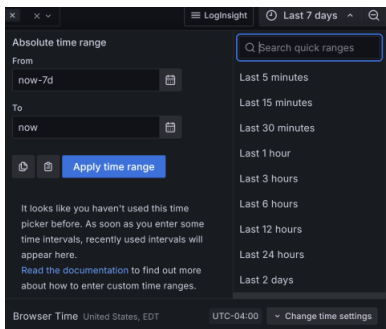 LogInsight
Last 7 days
Absolute time range
From
now-7d
To
now
Apply time range
It looks like you haven't used this time
picker before. As soon as you enter some
time intervals, recently used intervals will
appear here.
Read the documentation to find out more
about how to enter custom time ranges.
Search quick ranges
Last 5 minutes
Last 15 minutes
Last 30 minutes
Last 1 hour
Last 3 hours
Last 6 hours
Last 12 hours
Last 24 hours
Last 2 days
Browser Time United States, EDT
UTC-04:00
Change time settings